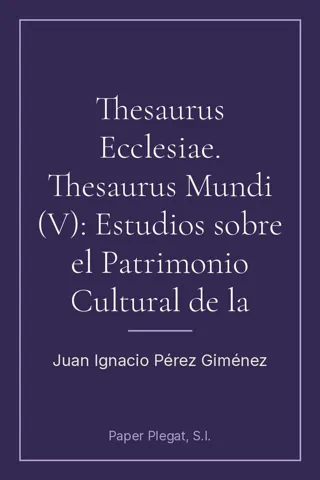 Thesaurus
Ecclesiae.
Thesaurus Mundi
(V): Estudios sobre
el Patrimonio
Cultural de la
Juan Ignacio Pérez Giménez
Paper Plegat, S.l.